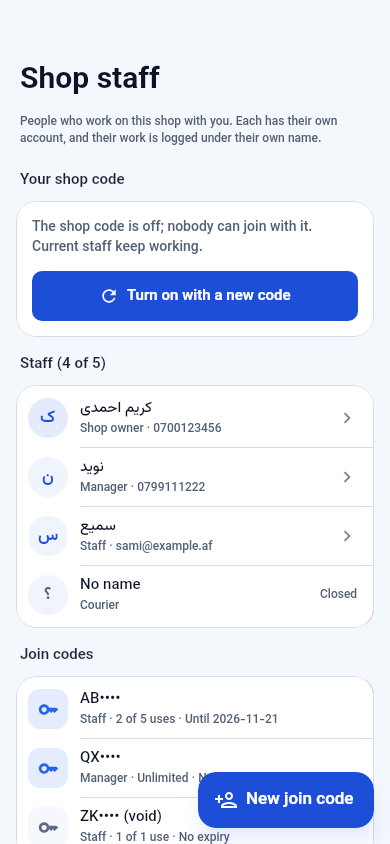 Shop staff
People who work on this shop with you. Each has their own
account, and their work is logged under their own name.
Your shop code
The shop code is off; nobody can join with it.
Current staff keep working.
Turn on with a new code
Staff (4 of 5)
ک
کریم احمدی
Shop owner · 0700123456
ن
نوید
Manager · 0799111222
س
سمیع
Staff · sami@example.af
؟
No name
Courier
Closed
Join codes
AB••••
Staff · 2 of 5 uses · Until 2026-11-21
QX••••
Manager · Unlimited ·
New join code
ZK•••• (void)
Staff · 1 of 1 use · No expiry